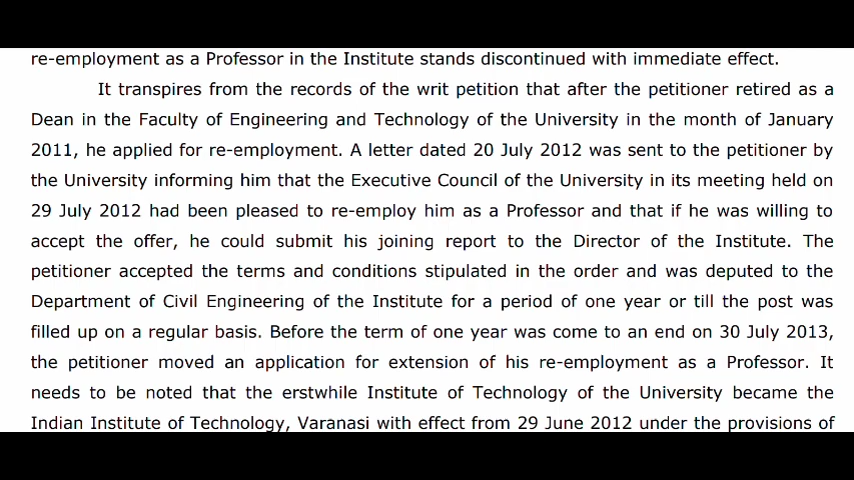 re-employment as a Professor in the Institute stands discontinued with immediate effect.
It transpires from the records of the writ petition that after the petitioner retired as a
Dean in the Faculty of Engineering and Technology of the University in the month of January
2011, he applied for re-employment. A letter dated 20 July 2012 was sent to the petitioner by
the University informing him that the Executive Council of the University in its meeting held on
29 July 2012 had been pleased to re-employ him as a Professor and that if he was willing to
accept the offer, he could submit his joining report to the Director of the Institute. The
petitioner accepted the terms and conditions stipulated in the order and was deputed to the
Department of Civil Engineering of the Institute for a period of one year or till the post was
filled up on a regular basis. Before the term of one year was come to an end on 30 July 2013,
the petitioner moved an application for extension of his re-employment as a Professor. It
needs to be noted that the erstwhile Institute of Technology of the University became the
Indian Institute of Technology, Varanasi with effect from 29 June 2012 under the provisions of